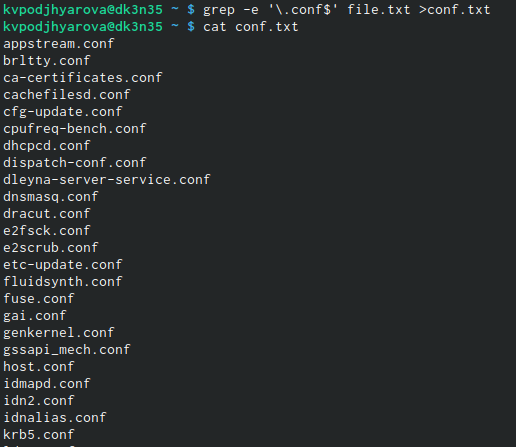 kvpodjhyarova@dk3n35 ~ $ grep -e '\.conf$' file.txt >conf.txt
kvpodjhyarova@dk3n35 ~ $ cat conf.txt
appstream.conf
brltty.conf
ca-certificates.conf
cachefilesd.conf
cfg-update.conf
cpufreq-bench.conf
dhcpcd.conf
dispatch-conf.conf
dleyna-server-service.conf
dnsmasq.conf
dracut.conf
e2fsck.conf
e2scrub.conf
etc-update.conf
fluidsynth.conf
fuse.conf
gai.conf
genkernel.conf
gssapi_mech.conf
host.conf
idmapd.conf
idn2.conf
idnalias.conf
krb5.conf